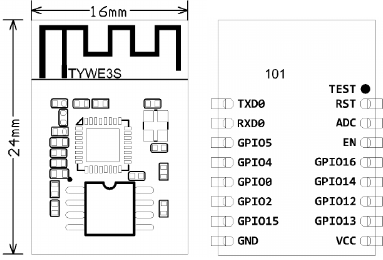 16mm
24mm
TYWE3S
101
TEST
TXD0 RST
RXD0 ADC
GPIO5 EN
GPIO4 GPIO16
GPIO0 GPIO14
GPIO2 GPIO12
GPIO15 GPIO13
GND VCC